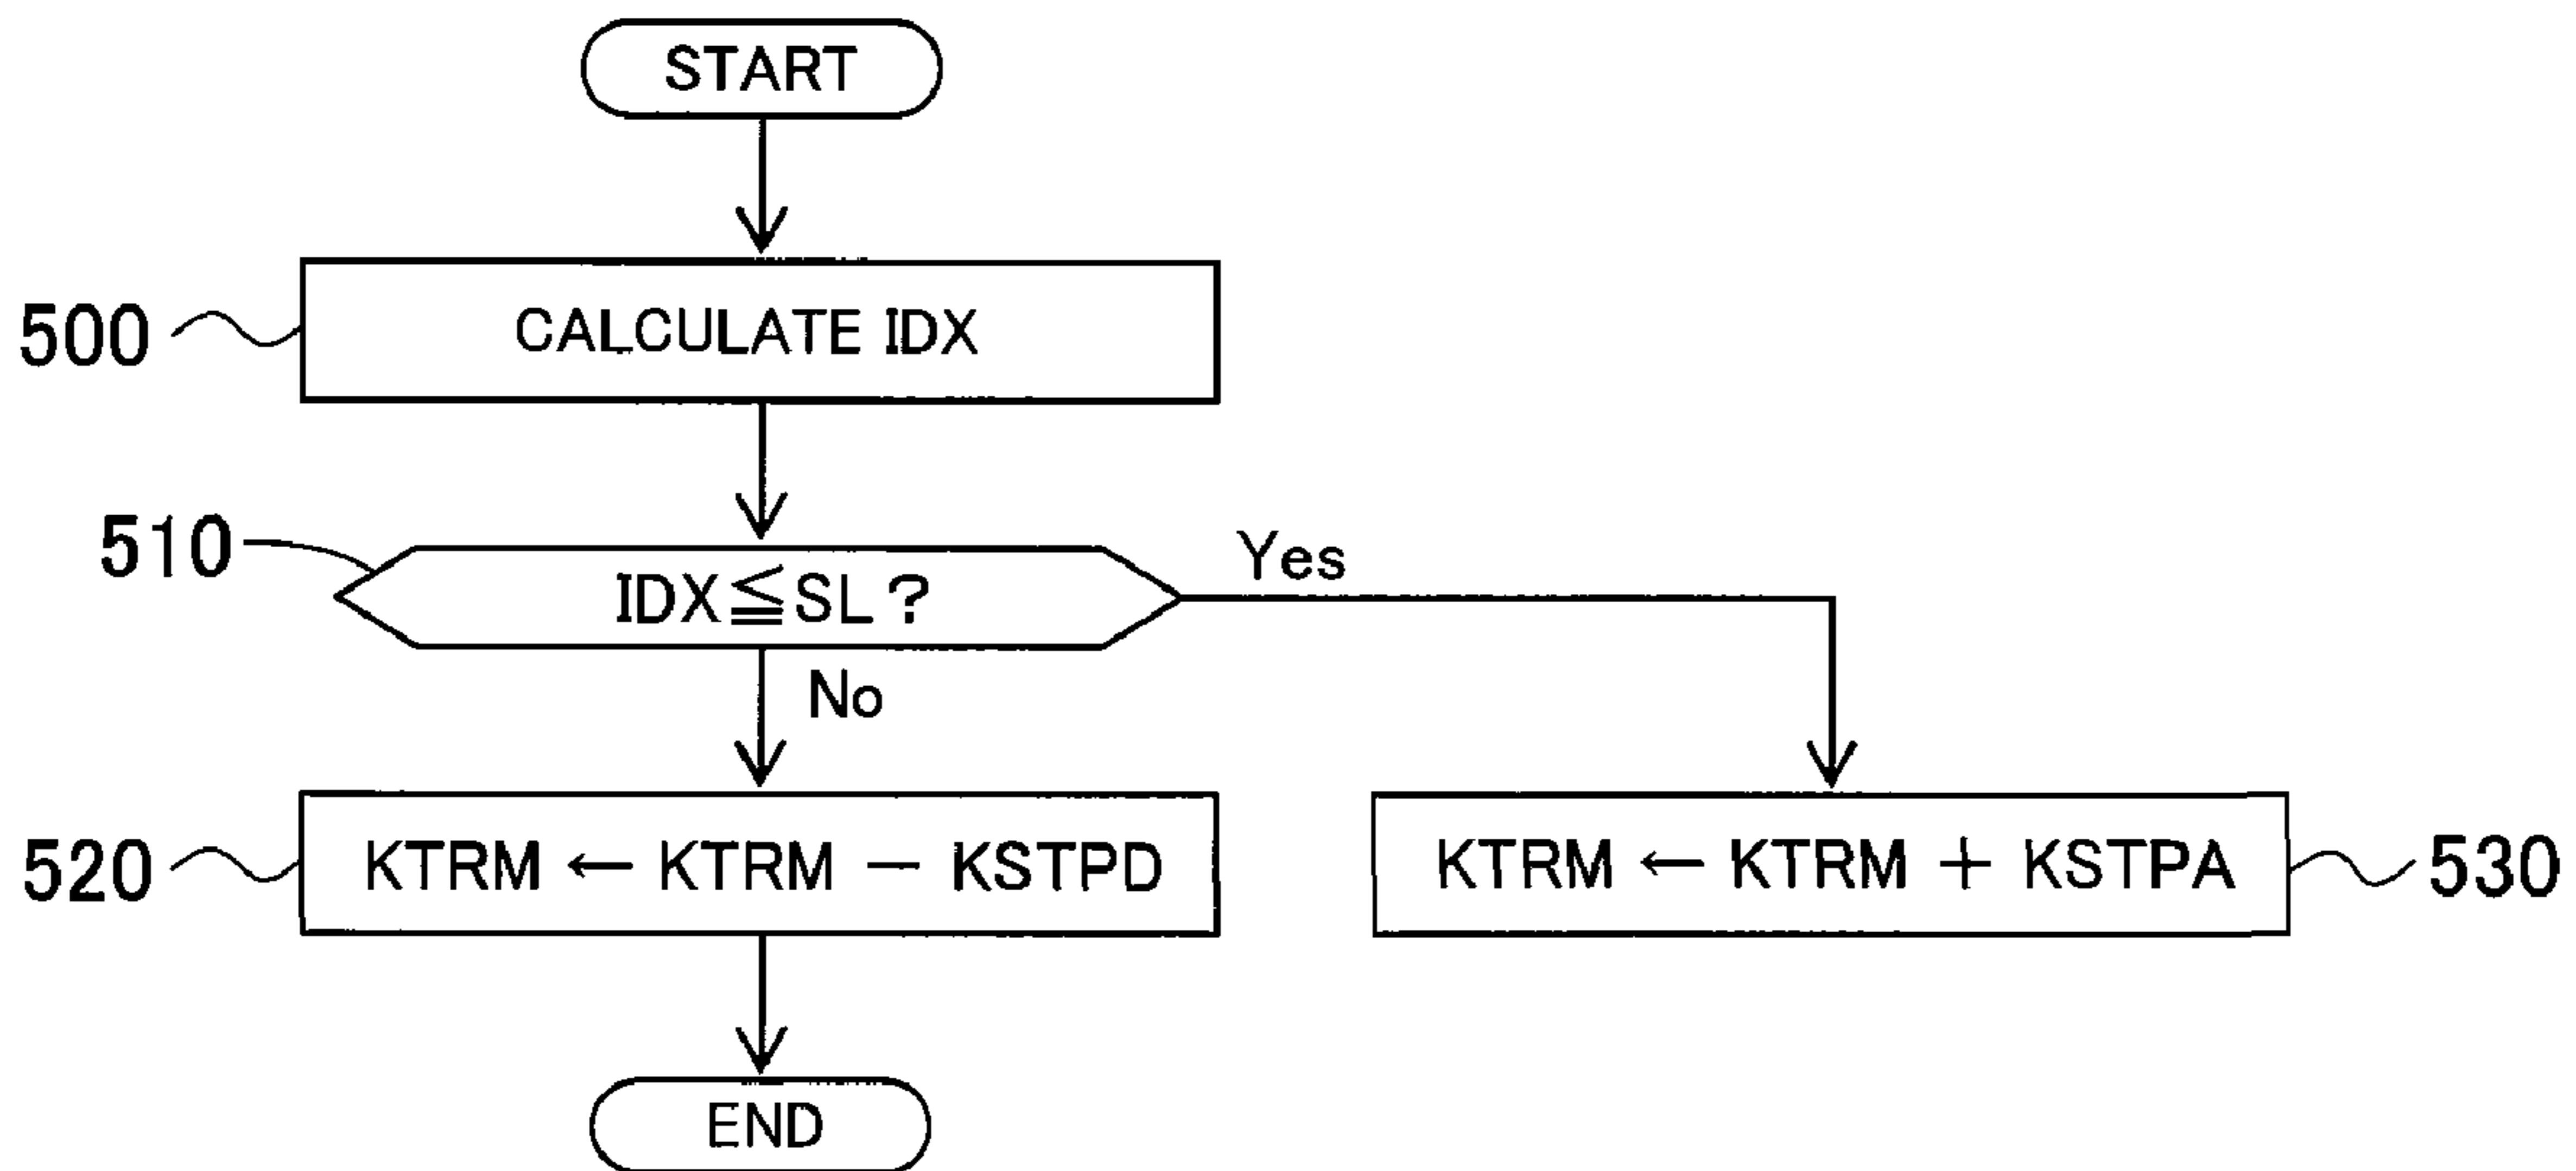 START
500
CALCULATE IDX
510
IDX≦SL?
Yes
No
520
KTRM ← KTRM − KSTPD
KTRM ← KTRM + KSTPA
530
END